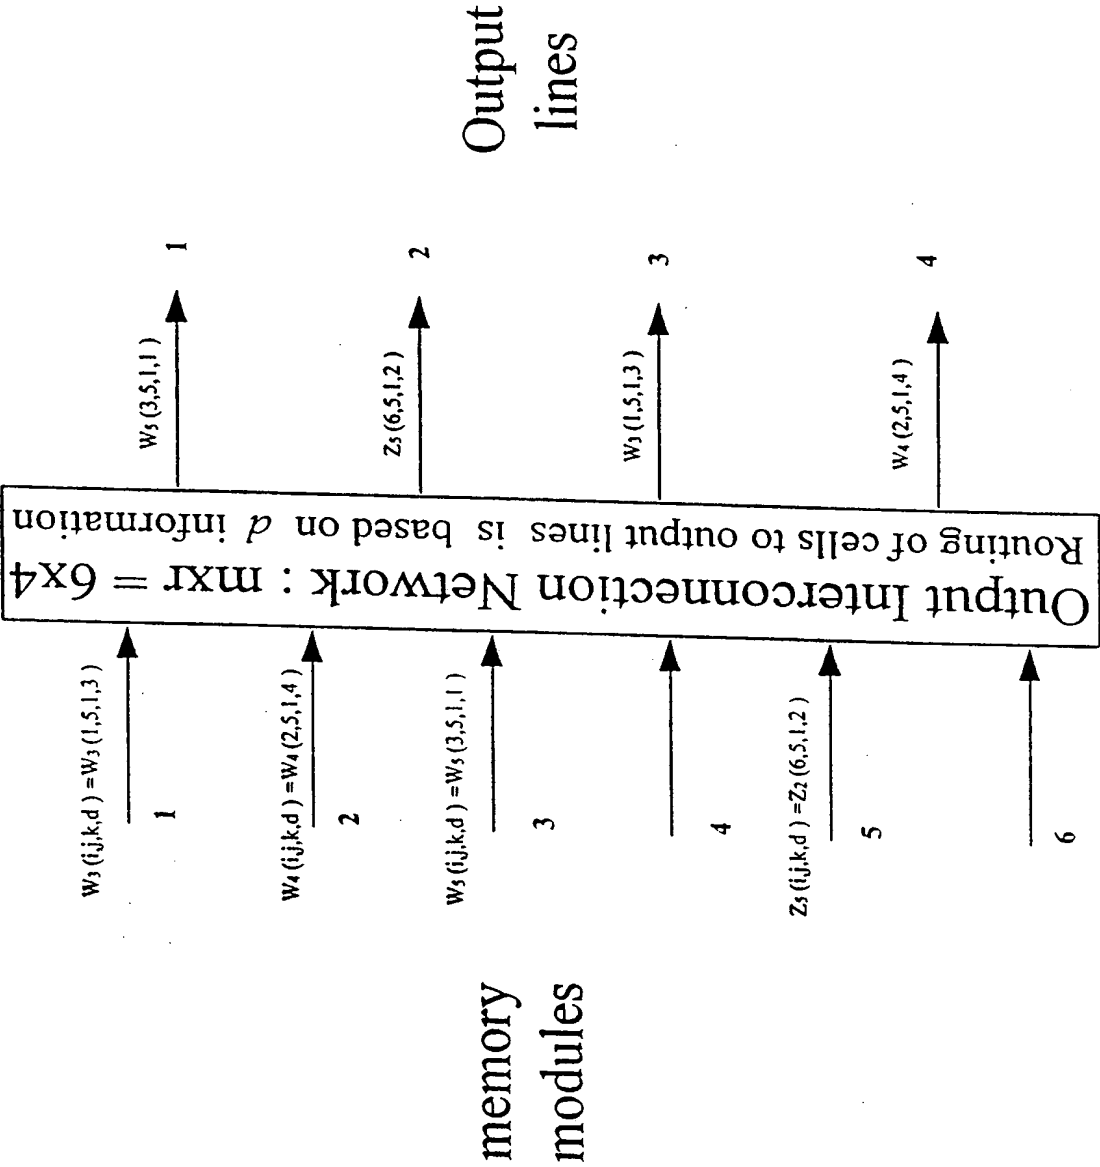 memory
modules
W3 (i,j,k,d ) =W3 (1,5,1,3 )
1
W4 (i,j,k,d ) =W4 (2,5,1,4 )
2
W5 (i,j,k,d ) =W5 (3,5,1,1 )
3
4
Z5 (i,j,k,d ) =Z2 (6,5,1,2 )
5
6
Output Interconnection Network : mxr = 6x4
Routing of cells to output lines is based on d information
W5 (3,5,1,1 )
1
Z5 (6,5,1,2 )
2
W3 (1,5,1,3 )
3
W4 (2,5,1,4 )
4
Output
lines